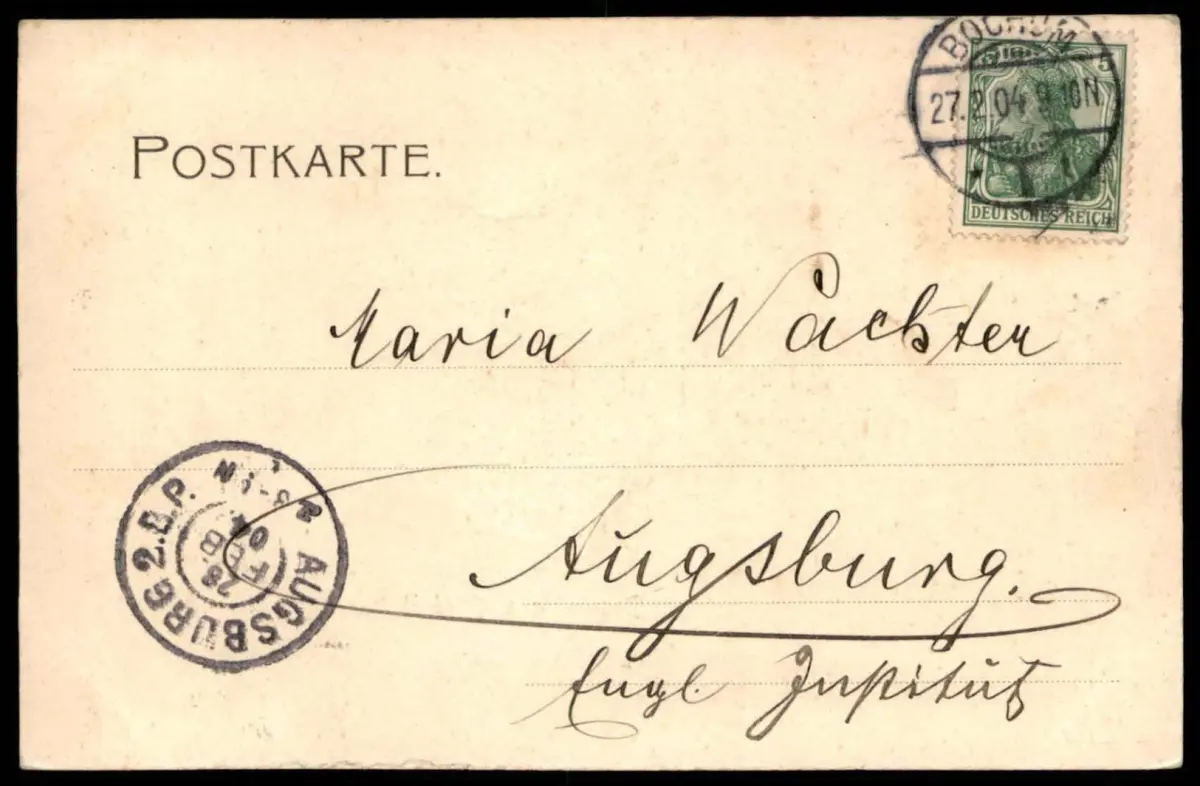 POSTKARTE.
BOCHUM
27.2.04 9-10N
5
DEUTSCHES REICH
Maria Wächter
Augsburg.
Engl. Institut
AUGSBURG 2.B.P.
28.
FEB
04